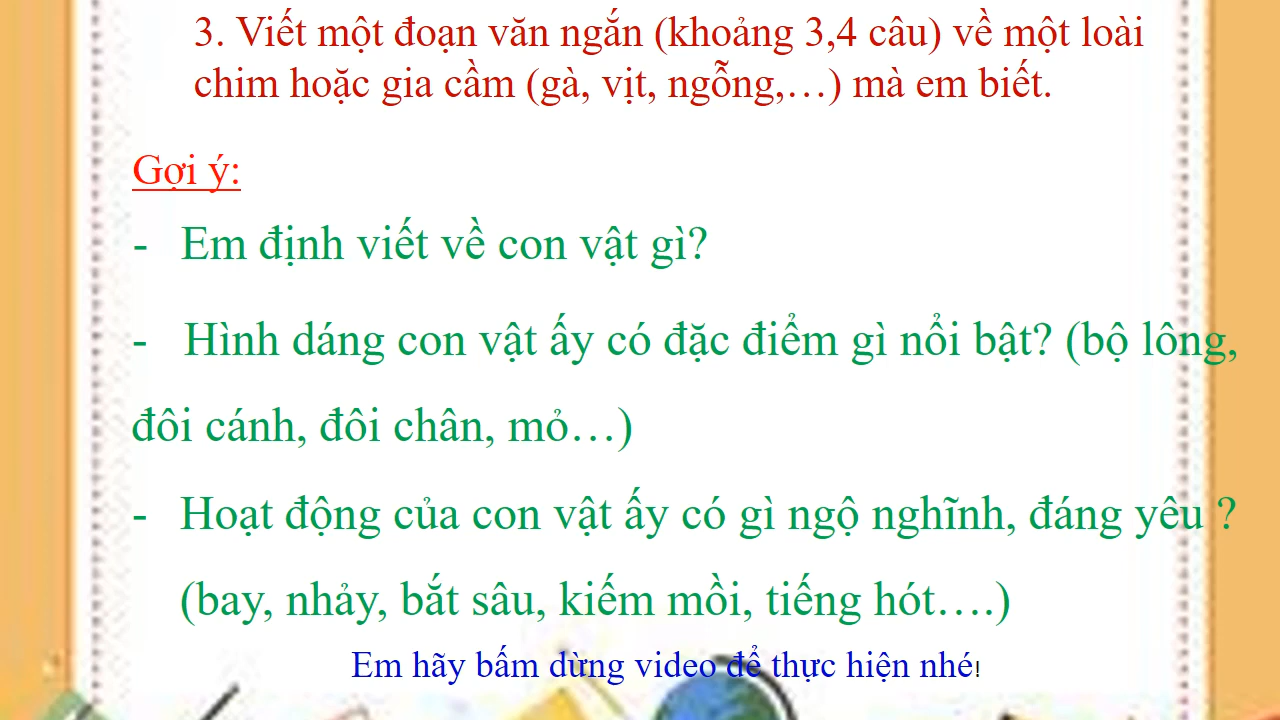 3. Viết một đoạn văn ngắn (khoảng 3,4 câu) về một loài
chim hoặc gia cầm (gà, vịt, ngỗng,…) mà em biết.
Gợi ý:
- Em định viết về con vật gì?
- Hình dáng con vật ấy có đặc điểm gì nổi bật? (bộ lông,
đôi cánh, đôi chân, mỏ…)
- Hoạt động của con vật ấy có gì ngộ nghĩnh, đáng yêu ?
(bay, nhảy, bắt sâu, kiếm mồi, tiếng hót….)
Em hãy bấm dừng video để thực hiện nhé!